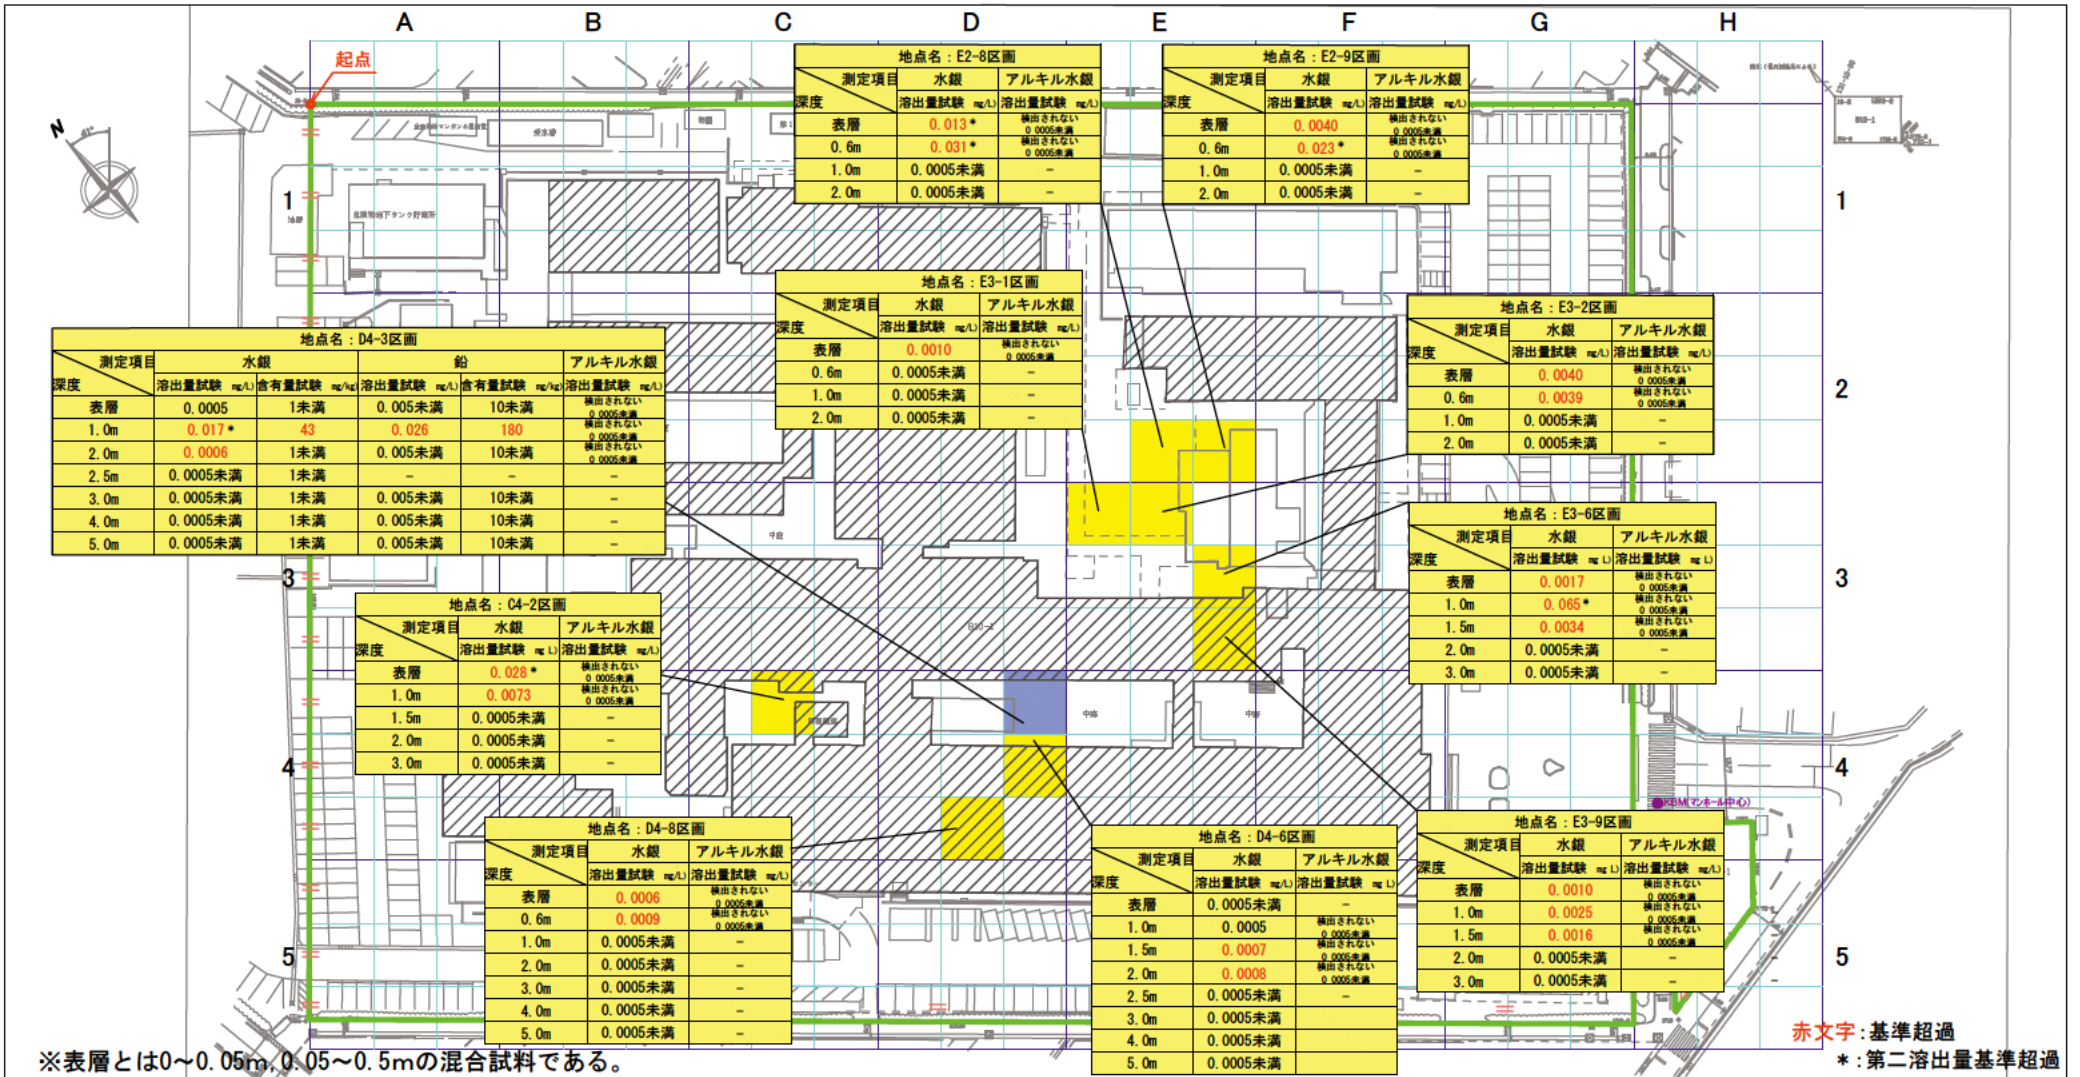 A B C D E F G H
起点
N
41°
1
2
3
4
5
1
2
3
4
5
地点名：E2-8区画
測定項目 水銀 アルキル水銀
深度 溶出量試験 mg/L) 溶出量試験 mg/L)
表層 0.013* 検出されない 0.0005未満
0.6m 0.031* 検出されない 0.0005未満
1.0m 0.0005未満 -
2.0m 0.0005未満 -
地点名：E2-9区画
測定項目 水銀 アルキル水銀
深度 溶出量試験 mg/L) 溶出量試験 mg/L)
表層 0.0040 検出されない 0.0005未満
0.6m 0.023* 検出されない 0.0005未満
1.0m 0.0005未満 -
2.0m 0.0005未満 -
地点名：E3-1区画
測定項目 水銀 アルキル水銀
深度 溶出量試験 mg/L) 溶出量試験 mg/L)
表層 0.0010 検出されない 0.0005未満
0.6m 0.0005未満 -
1.0m 0.0005未満 -
2.0m 0.0005未満 -
地点名：E3-2区画
測定項目 水銀 アルキル水銀
深度 溶出量試験 mg/L) 溶出量試験 mg/L)
表層 0.0040 検出されない 0.0005未満
0.6m 0.0039 検出されない 0.0005未満
1.0m 0.0005未満 -
2.0m 0.0005未満 -
地点名：D4-3区画
測定項目 水銀 鉛 アルキル水銀
深度 溶出量試験 mg/L) 含有量試験 mg/kg) 溶出量試験 mg/L) 含有量試験 mg/kg) 溶出量試験 mg/L)
表層 0.0005 1未満 0.005未満 10未満 検出されない 0.0005未満
1.0m 0.017* 43 0.026 180 検出されない 0.0005未満
2.0m 0.0006 1未満 0.005未満 10未満 検出されない 0.0005未満
2.5m 0.0005未満 1未満 - - -
3.0m 0.0005未満 1未満 0.005未満 10未満 -
4.0m 0.0005未満 1未満 0.005未満 10未満 -
5.0m 0.0005未満 1未満 0.005未満 10未満 -
地点名：E3-6区画
測定項目 水銀 アルキル水銀
深度 溶出量試験 mg L) 溶出量試験 mg L)
表層 0.0017 検出されない 0.0005未満
1.0m 0.065* 検出されない 0.0005未満
1.5m 0.0034 検出されない 0.0005未満
2.0m 0.0005未満 -
3.0m 0.0005未満 -
地点名：C4-2区画
測定項目 水銀 アルキル水銀
深度 溶出量試験 mg L) 溶出量試験 mg/L)
表層 0.028* 検出されない 0.0005未満
1.0m 0.0073 検出されない 0.0005未満
1.5m 0.0005未満 -
2.0m 0.0005未満 -
3.0m 0.0005未満 -
地点名：D4-8区画
測定項目 水銀 アルキル水銀
深度 溶出量試験 mg/L) 溶出量試験 mg/L)
表層 0.0006 検出されない 0.0005未満
0.6m 0.0009 検出されない 0.0005未満
1.0m 0.0005未満 -
2.0m 0.0005未満 -
3.0m 0.0005未満 -
4.0m 0.0005未満 -
5.0m 0.0005未満 -
地点名：D4-6区画
測定項目 水銀 アルキル水銀
深度 溶出量試験 mg/L) 溶出量試験 mg L)
表層 0.0005未満 -
1.0m 0.0005 検出されない 0.0005未満
1.5m 0.0007 検出されない 0.0005未満
2.0m 0.0008 検出されない 0.0005未満
2.5m 0.0005未満 -
3.0m 0.0005未満
4.0m 0.0005未満
5.0m 0.0005未満
地点名：E3-9区画
測定項目 水銀 アルキル水銀
深度 溶出量試験 mg L) 溶出量試験 mg/L)
表層 0.0010 検出されない 0.0005未満
1.0m 0.0025 検出されない 0.0005未満
1.5m 0.0016 検出されない 0.0005未満
2.0m 0.0005未満 -
3.0m 0.0005未満 -
危険物地下タンク貯蔵所
受水槽
中庭
中庭
中庭
KBM(マンホール中心)
赤文字：基準超過
*：第二溶出量基準超過
※表層とは0～0.05m,0.05～0.5mの混合試料である。